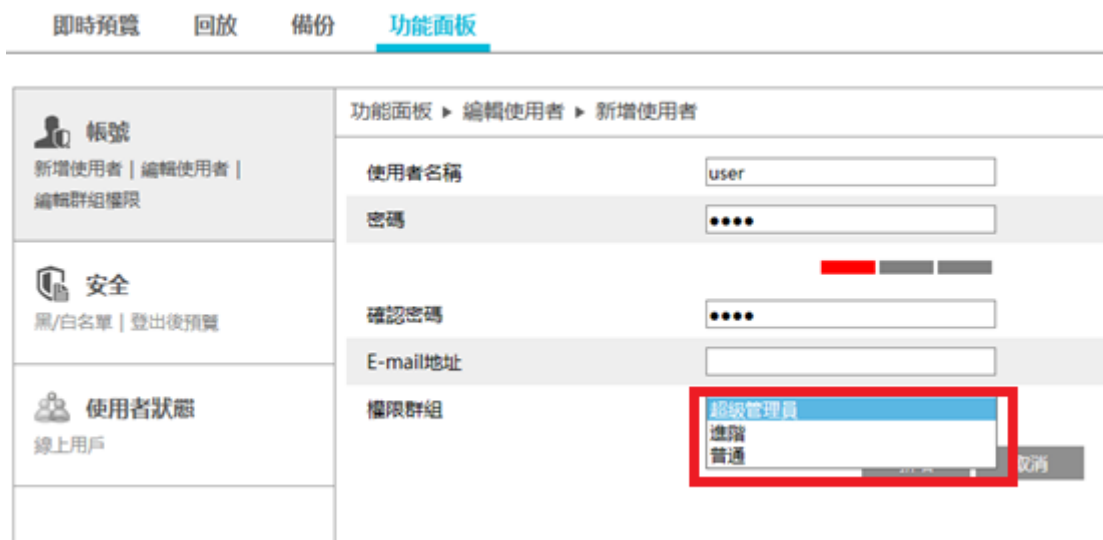 即時預覽 回放 備份 功能面板
帳號
新增使用者 | 編輯使用者 |
編輯群組權限
安全
黑/白名單 | 登出後預覽
使用者狀態
線上用戶
功能面板 ▶ 編輯使用者 ▶ 新增使用者
使用者名稱 user
密碼 ●●●●
確認密碼 ●●●●
E-mail地址
權限群組 超級管理員
進階
普通
取消